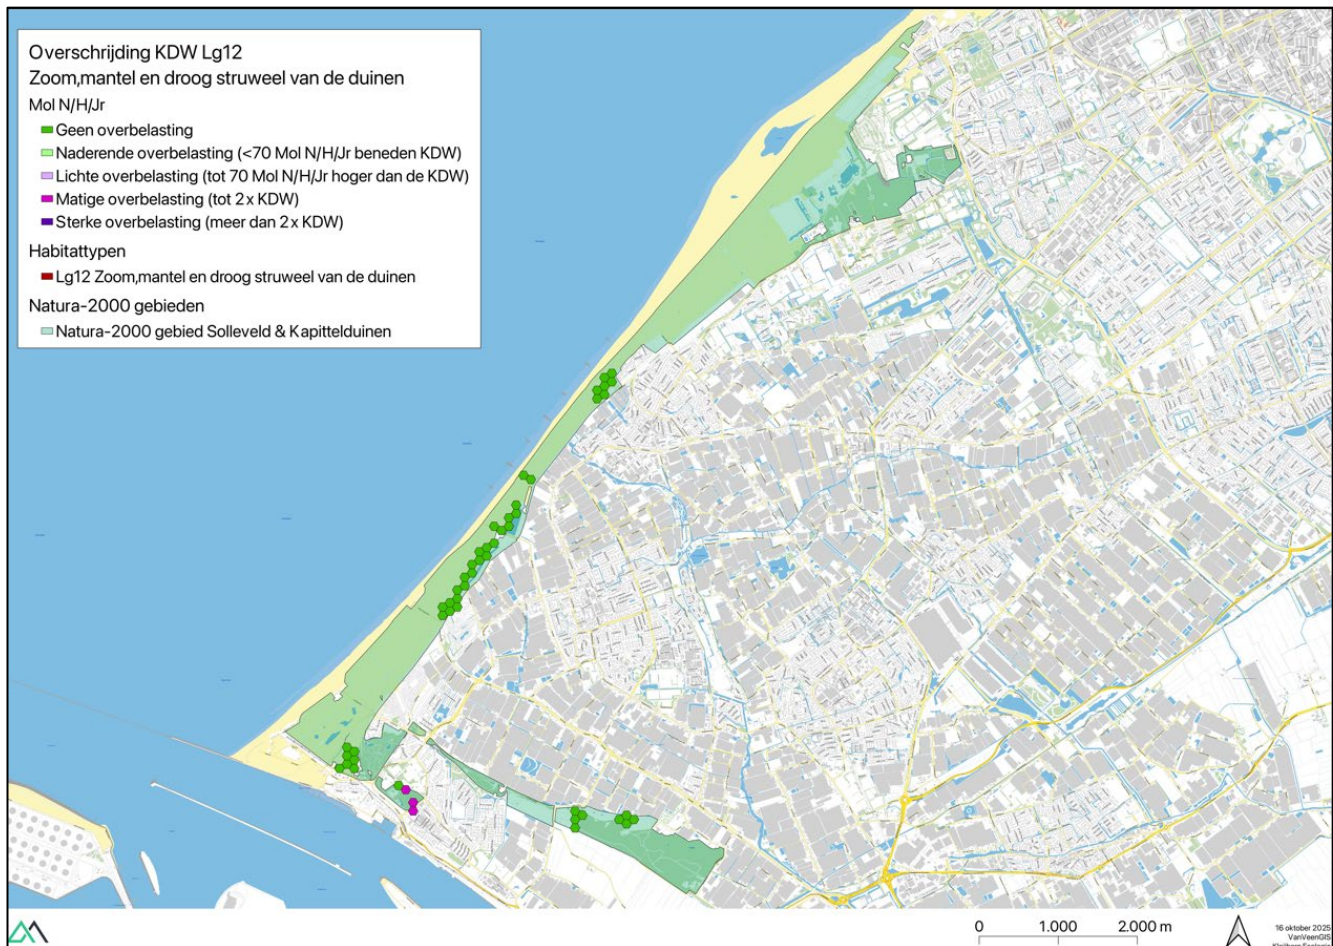 Overschrijding KDW Lg12
Zoom,mantel en droog struweel van de duinen
Mol N/H/Jr
Geen overbelasting
Naderende overbelasting (<70 Mol N/H/Jr beneden KDW)
Lichte overbelasting (tot 70 Mol N/H/Jr hoger dan de KDW)
Matige overbelasting (tot 2x KDW)
Sterke overbelasting (meer dan 2x KDW)
Habitattypen
Lg12 Zoom,mantel en droog struweel van de duinen
Natura-2000 gebieden
Natura-2000 gebied Solleveld & Kapittelduinen
0 1.000 2.000 m
16 oktober 2025
VanVeenGIS